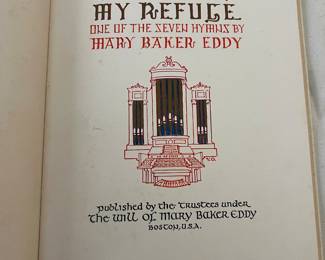 MY REFUGE
ONE OF THE SEVEN HYMNS BY
MARY BAKER EDDY
published by the Trustees under
The Will of MARY BAKER EDDY
BOSTON, U.S.A.